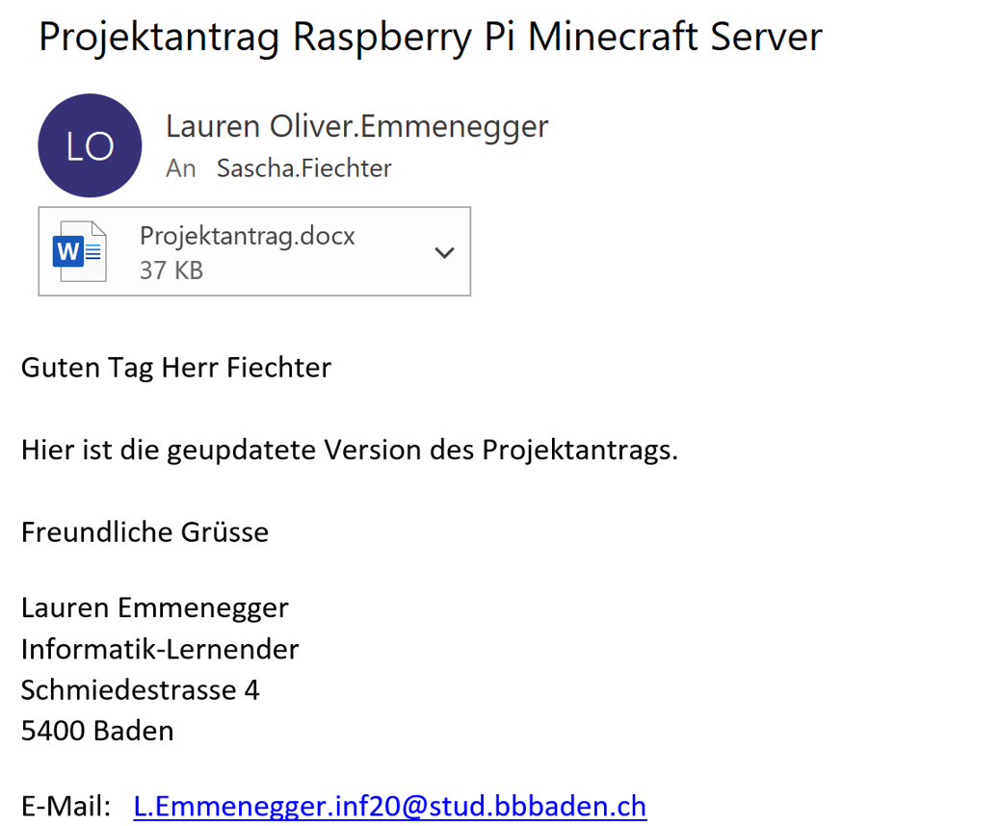 Projektantrag Raspberry Pi Minecraft Server
LO
Lauren Oliver.Emmenegger
An Sascha.Fiechter
W
Projektantrag.docx
37 KB
Guten Tag Herr Fiechter
Hier ist die geupdatete Version des Projektantrags.
Freundliche Grüsse
Lauren Emmenegger
Informatik-Lernender
Schmiedestrasse 4
5400 Baden
E-Mail: L.Emmenegger.inf20@stud.bbbaden.ch